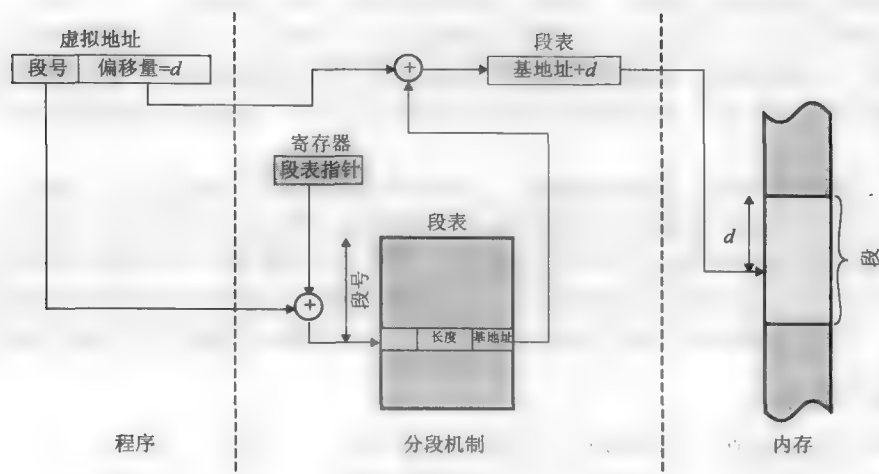 虚拟地址
段号
偏移量=d
+
段表
基地址+d
寄存器
段表指针
+
段表
段号
长度
基地址
d
段
程序
分段机制
内存